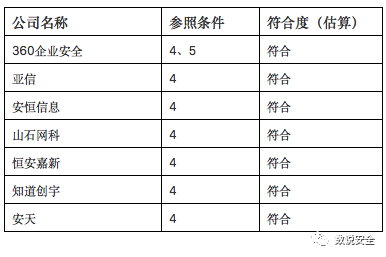 公司名称 参照条件 符合度（估算）
360企业安全 4、5 符合
亚信 4 符合
安恒信息 4 符合
山石网科 4 符合
恒安嘉新 4 符合
知道创宇 4 符合
安天 4 符合
数说安全